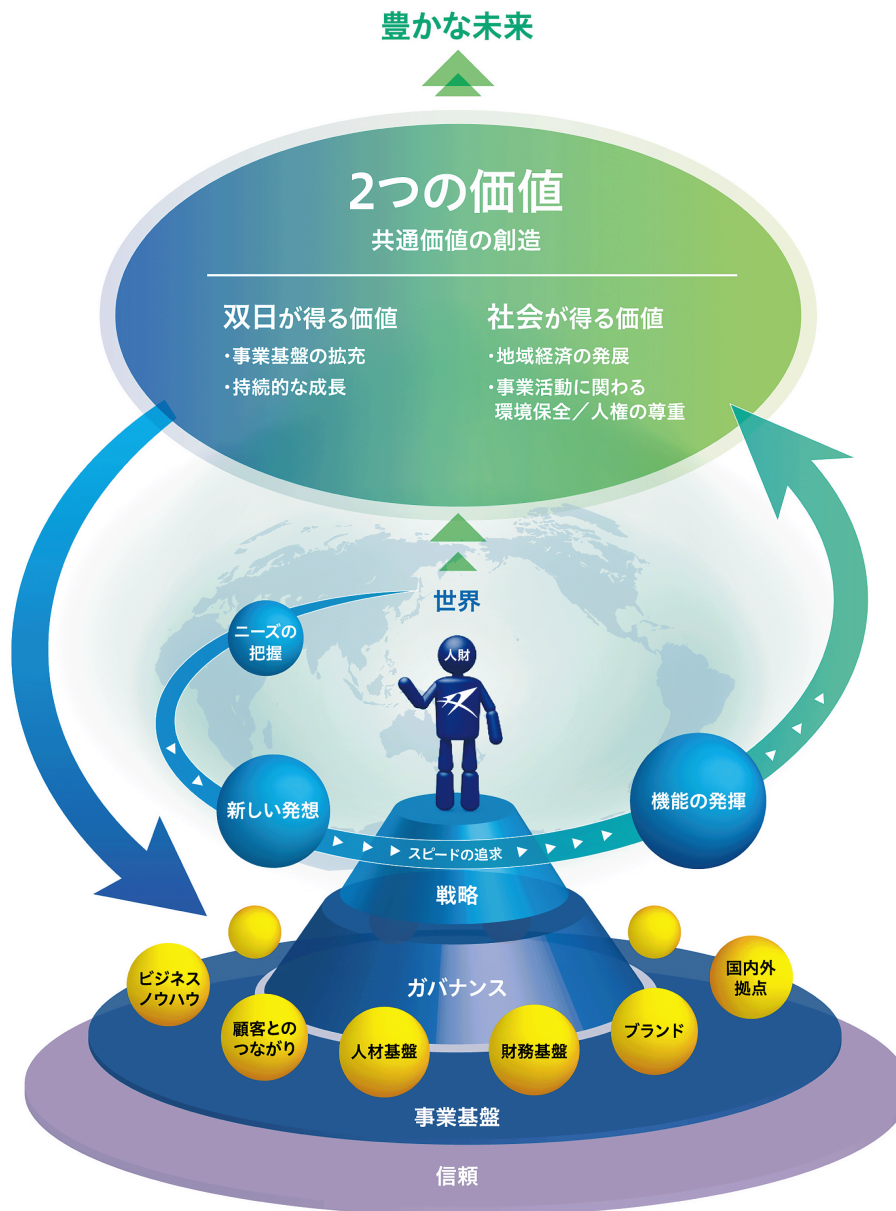 豊かな未来
2つの価値
共通価値の創造
双日が得る価値
・事業基盤の拡充
・持続的な成長
社会が得る価値
・地域経済の発展
・事業活動に関わる
環境保全／人権の尊重
世界
ニーズの
把握
人財
新しい発想
機能の発揮
スピードの追求
戦略
ガバナンス
ビジネス
ノウハウ
顧客との
つながり
人材基盤
財務基盤
ブランド
国内外
拠点
事業基盤
信頼